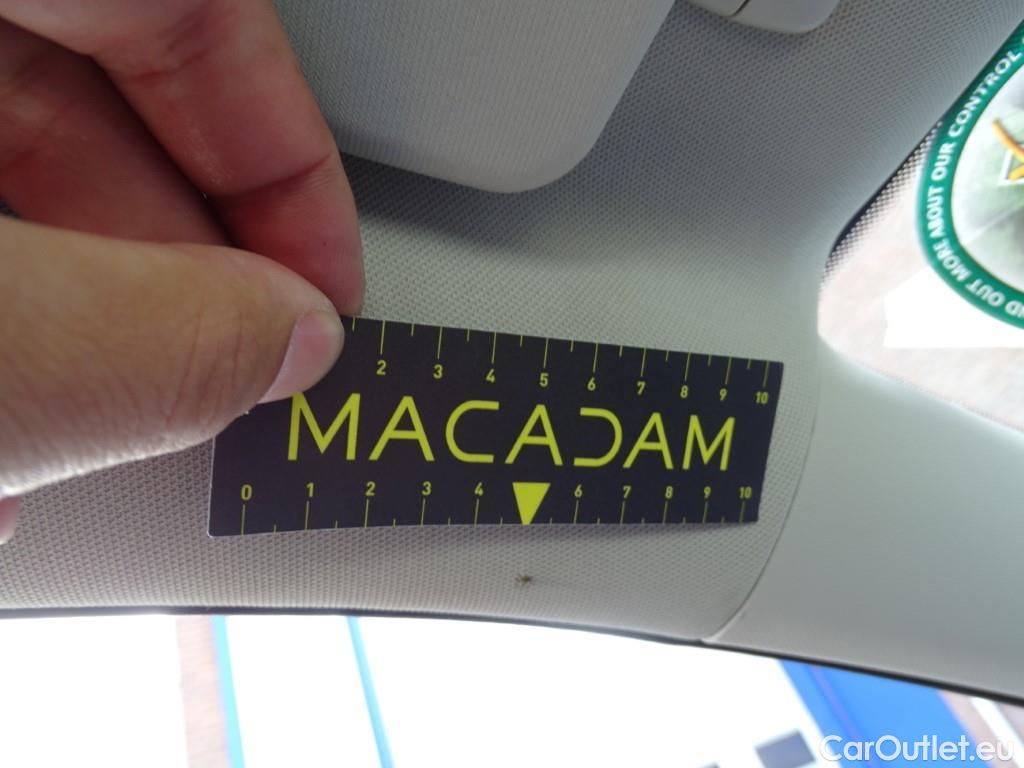 FIND OUT MORE ABOUT OUR CONTROL
2 3 4 5 6 7 8 9 10
MACADAM
0 1 2 3 4 6 7 8 9 10
CarOutlet.eu